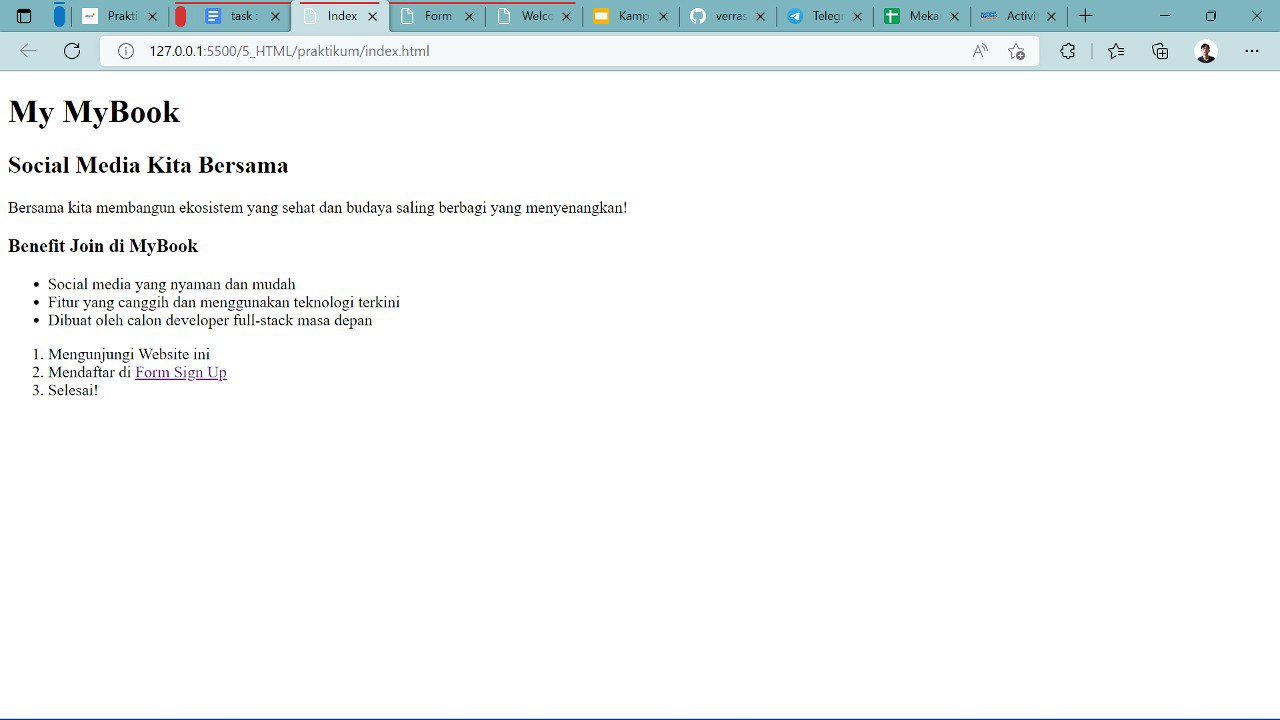 Prakti
task-
Index
Form
Welco
Kamp
verras
Telegr
Mekar
Activit
127.0.0.1:5500/5_HTML/praktikum/index.html
My MyBook
Social Media Kita Bersama
Bersama kita membangun ekosistem yang sehat dan budaya saling berbagi yang menyenangkan!
Benefit Join di MyBook
• Social media yang nyaman dan mudah
• Fitur yang canggih dan menggunakan teknologi terkini
• Dibuat oleh calon developer full-stack masa depan
1. Mengunjungi Website ini
2. Mendaftar di Form Sign Up
3. Selesai!